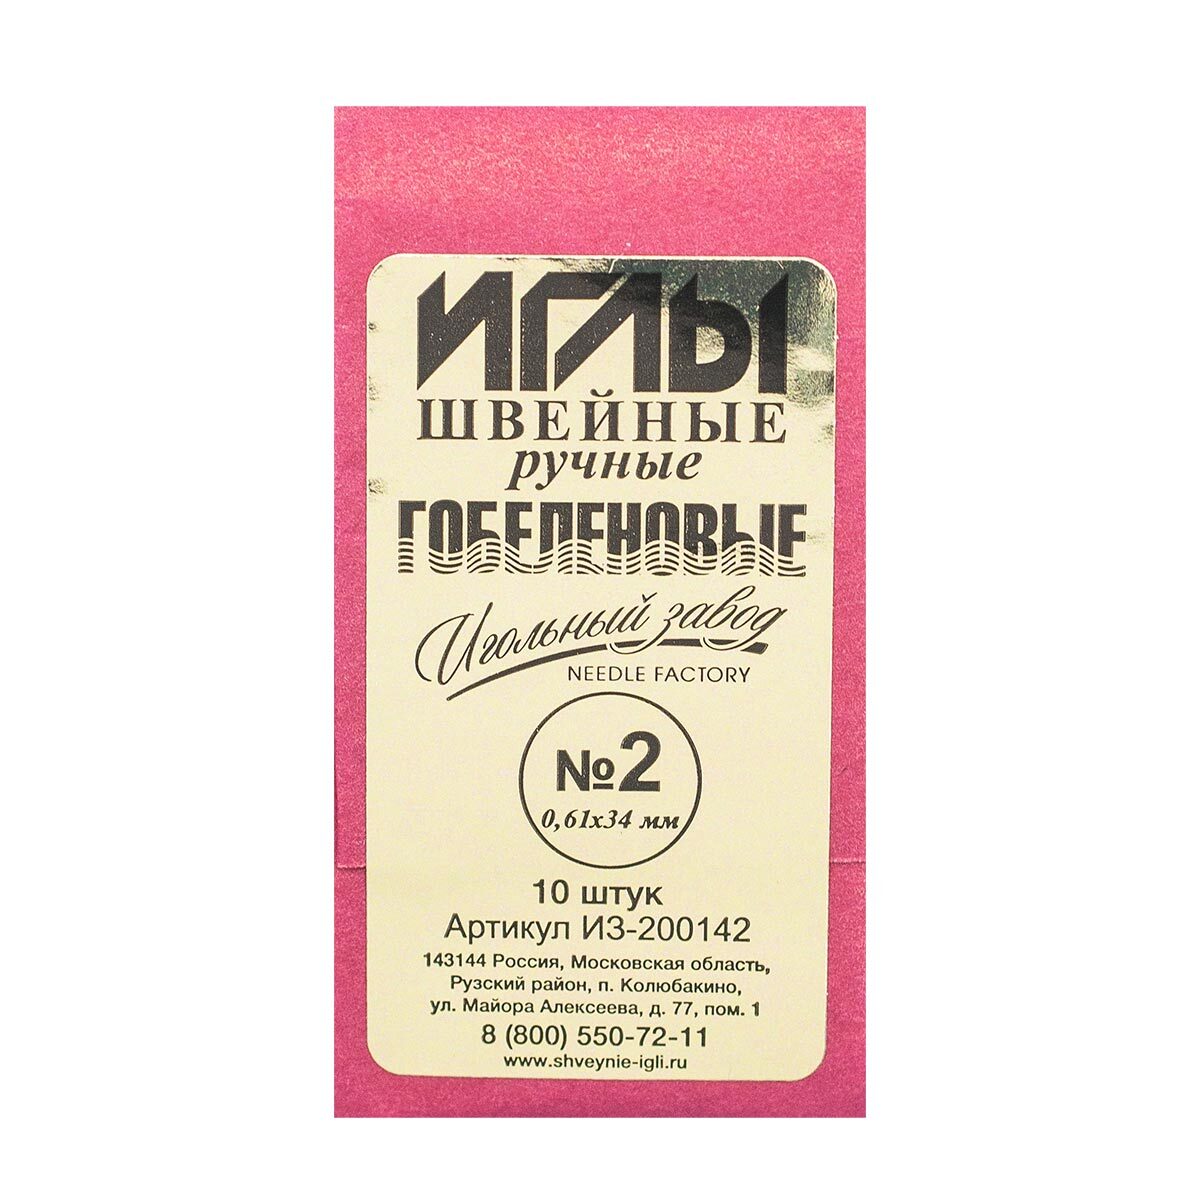 ИГЛЫ
ШВЕЙНЫЕ
ручные
ГОБЕЛЕНОВЫЕ
Игольный завод
NEEDLE FACTORY
№2
0,61х34 мм
10 штук
Артикул ИЗ-200142
143144 Россия, Московская область,
Рузский район, п. Колюбакино,
ул. Майора Алексеева, д. 77, пом. 1
8 (800) 550-72-11
www.shveynie-igli.ru